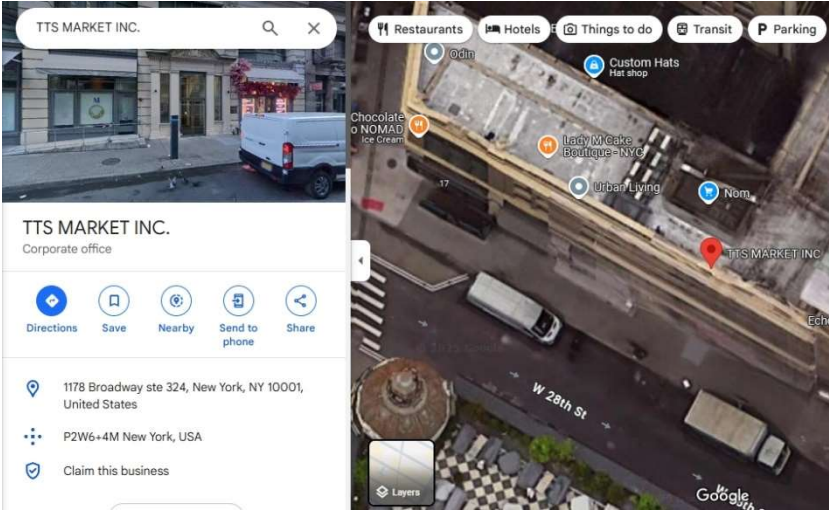 TTS MARKET INC.
TTS MARKET INC.
Corporate office
Directions
Save
Nearby
Send to
phone
Share
1178 Broadway ste 324, New York, NY 10001,
United States
P2W6+4M New York, USA
Claim this business
Restaurants
Hotels
Things to do
Transit
P Parking
Odin
Custom Hats
Hat shop
Chocolate
o NOMAD
Ice Cream
Lady M Cake
Boutique - NYC
17
Urban Living
Nom
TTS MARKET INC
Eche
W 28th St
Layers
Google